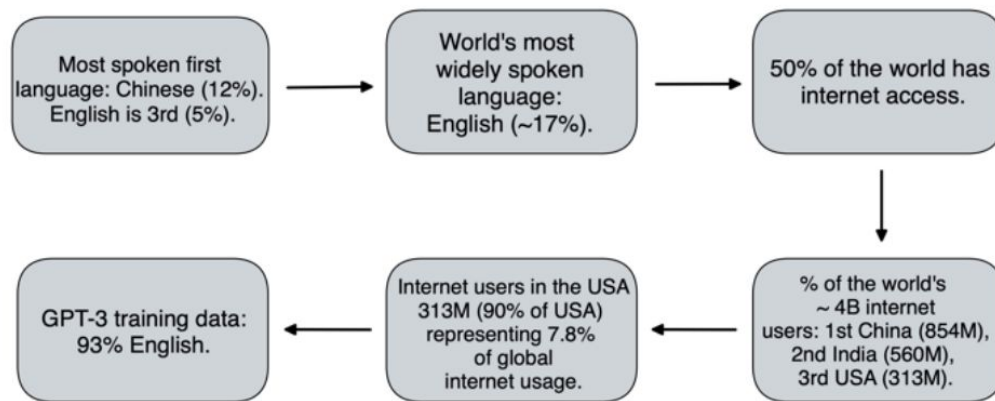 Most spoken first
language: Chinese (12%).
English is 3rd (5%).
World's most
widely spoken
language:
English (~17%).
50% of the world has
internet access.
% of the world's
~ 4B internet
users: 1st China (854M),
2nd India (560M),
3rd USA (313M).
Internet users in the USA
313M (90% of USA)
representing 7.8%
of global
internet usage.
GPT-3 training data:
93% English.